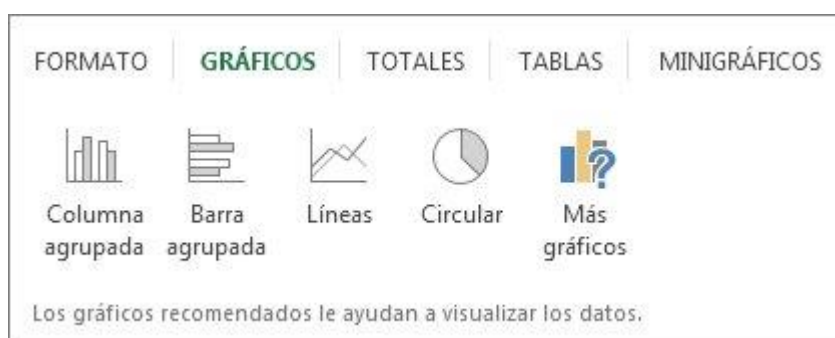 FORMATO GRÁFICOS TOTALES TABLAS MINIGRÁFICOS
Columna agrupada
Barra agrupada
Líneas
Circular
Más gráficos
Los gráficos recomendados le ayudan a visualizar los datos.